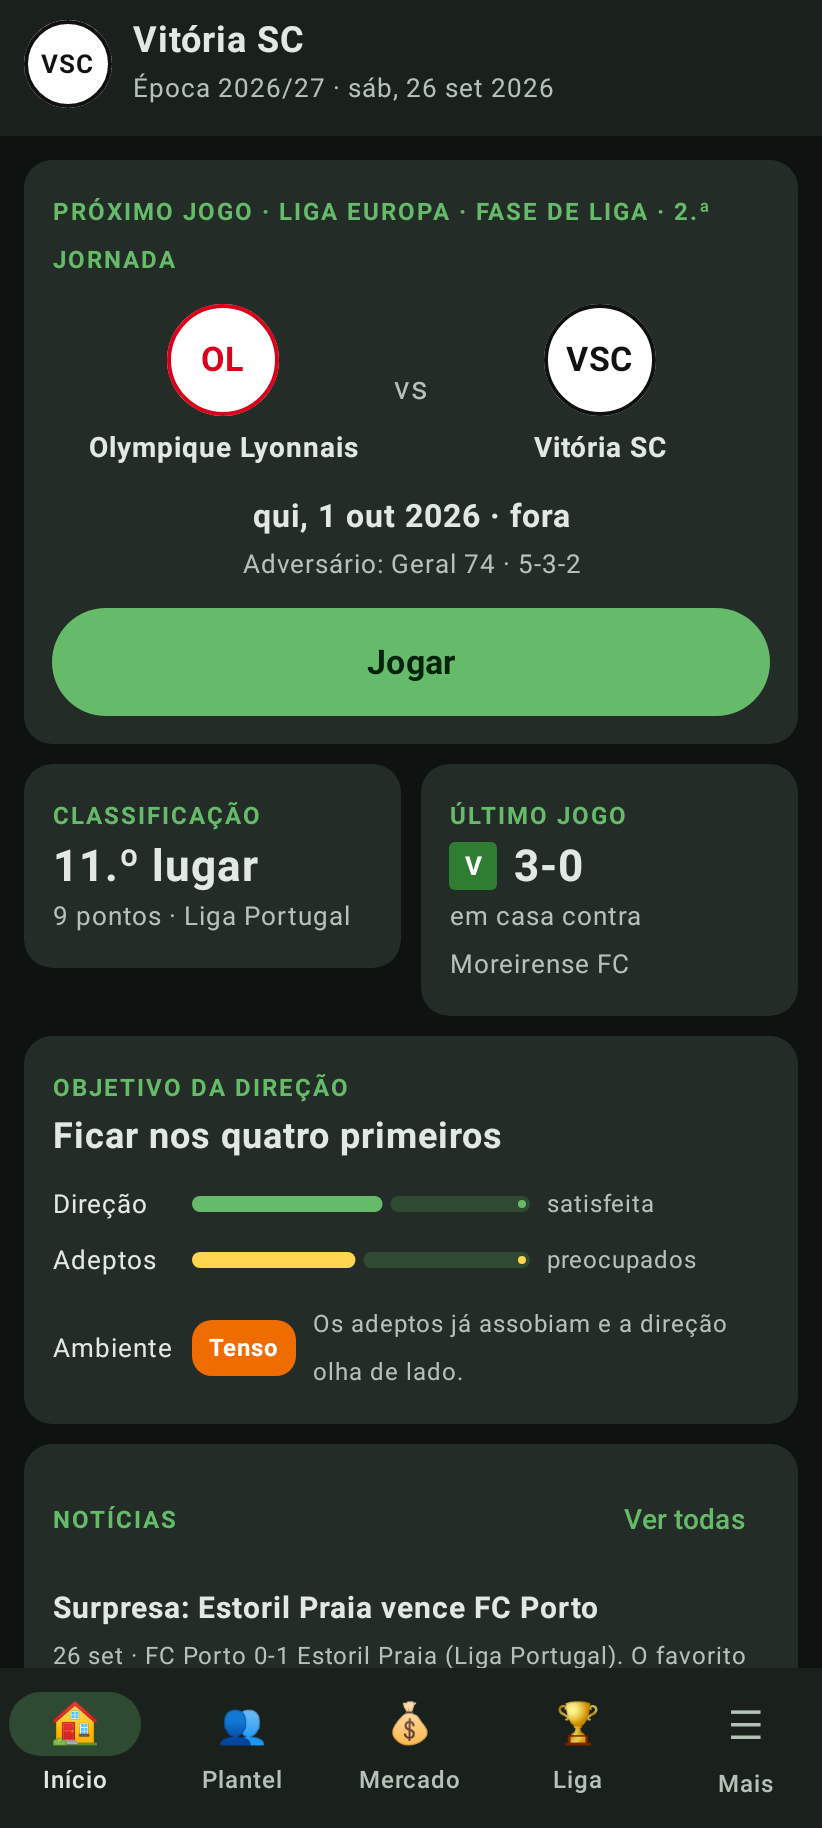 VSC
Vitória SC
Época 2026/27 · sáb, 26 set 2026
PRÓXIMO JOGO · LIGA EUROPA · FASE DE LIGA · 2.ª
JORNADA
OL
vs
VSC
Olympique Lyonnais
Vitória SC
qui, 1 out 2026 · fora
Adversário: Geral 74 · 5-3-2
Jogar
CLASSIFICAÇÃO
11.º lugar
9 pontos · Liga Portugal
ÚLTIMO JOGO
V 3-0
em casa contra
Moreirense FC
OBJETIVO DA DIREÇÃO
Ficar nos quatro primeiros
Direção satisfeita
Adeptos preocupados
Ambiente Tenso
Os adeptos já assobiam e a direção
olha de lado.
NOTÍCIAS
Ver todas
Surpresa: Estoril Praia vence FC Porto
26 set · FC Porto 0-1 Estoril Praia (Liga Portugal). O favorito
Início
Plantel
Mercado
Liga
Mais